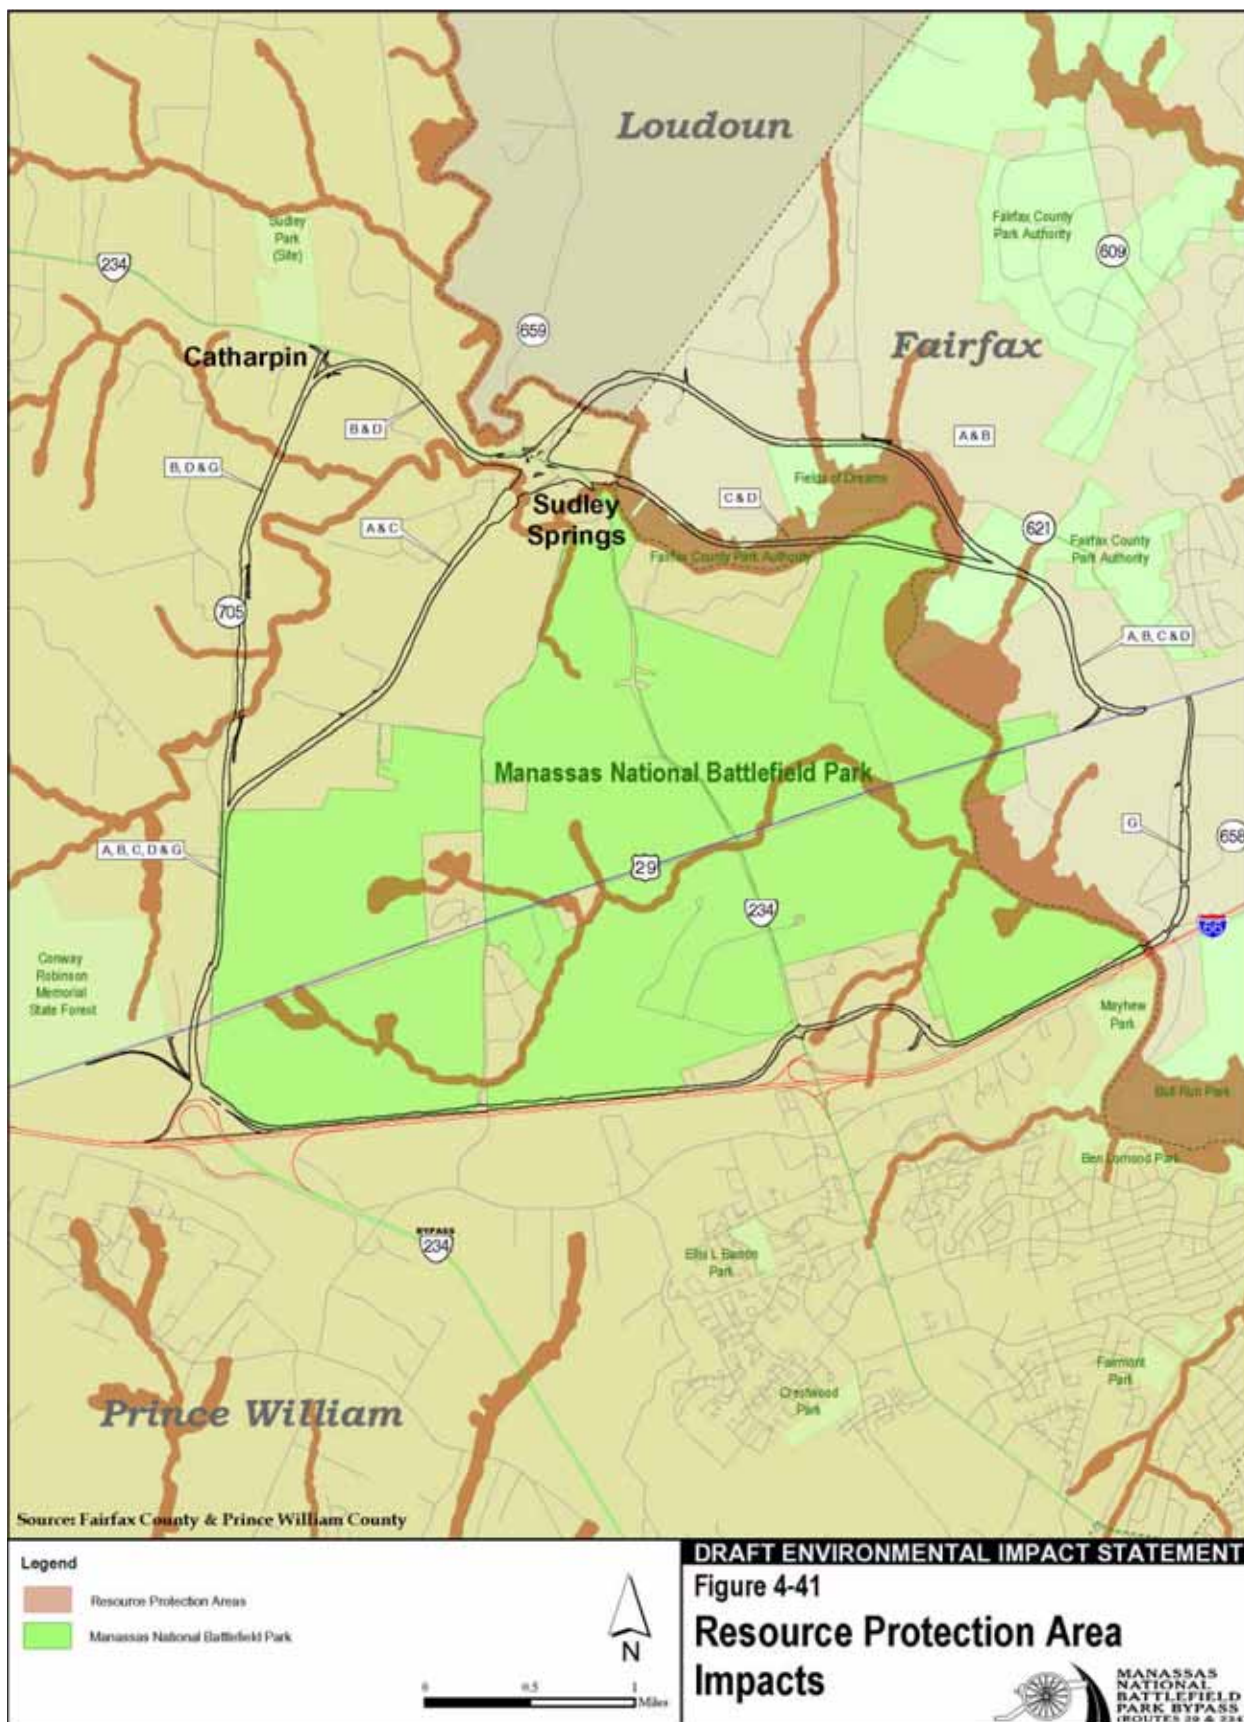 Loudoun
Sudley
Park
(Site)
Fairfax County
Park Authority
609
234
659
Fairfax
Catharpin
B & D
A & B
B, D & G
Fields of Dreams
C & D
A & C
Sudley
Springs
621
Fairfax County Park Authority
Fairfax County
Park Authority
705
A, B, C & D
Manassas National Battlefield Park
G
658
A, B, C, D & G
29
234
66
Conway
Robinson
Memorial
State Forest
Mayhew
Park
Bull Run Park
Ben Lomond Park
BYPASS
234
Ellis L Barron
Park
Fairmont
Park
Crestwood
Park
Prince William
Source: Fairfax County & Prince William County
Legend
Resource Protection Areas
Manassas National Battlefield Park
N
0 0.5 1
Miles
DRAFT ENVIRONMENTAL IMPACT STATEMENT
Figure 4-41
Resource Protection Area
Impacts
MANASSAS
NATIONAL
BATTLEFIELD
PARK BYPASS
(ROUTES 29 & 234)